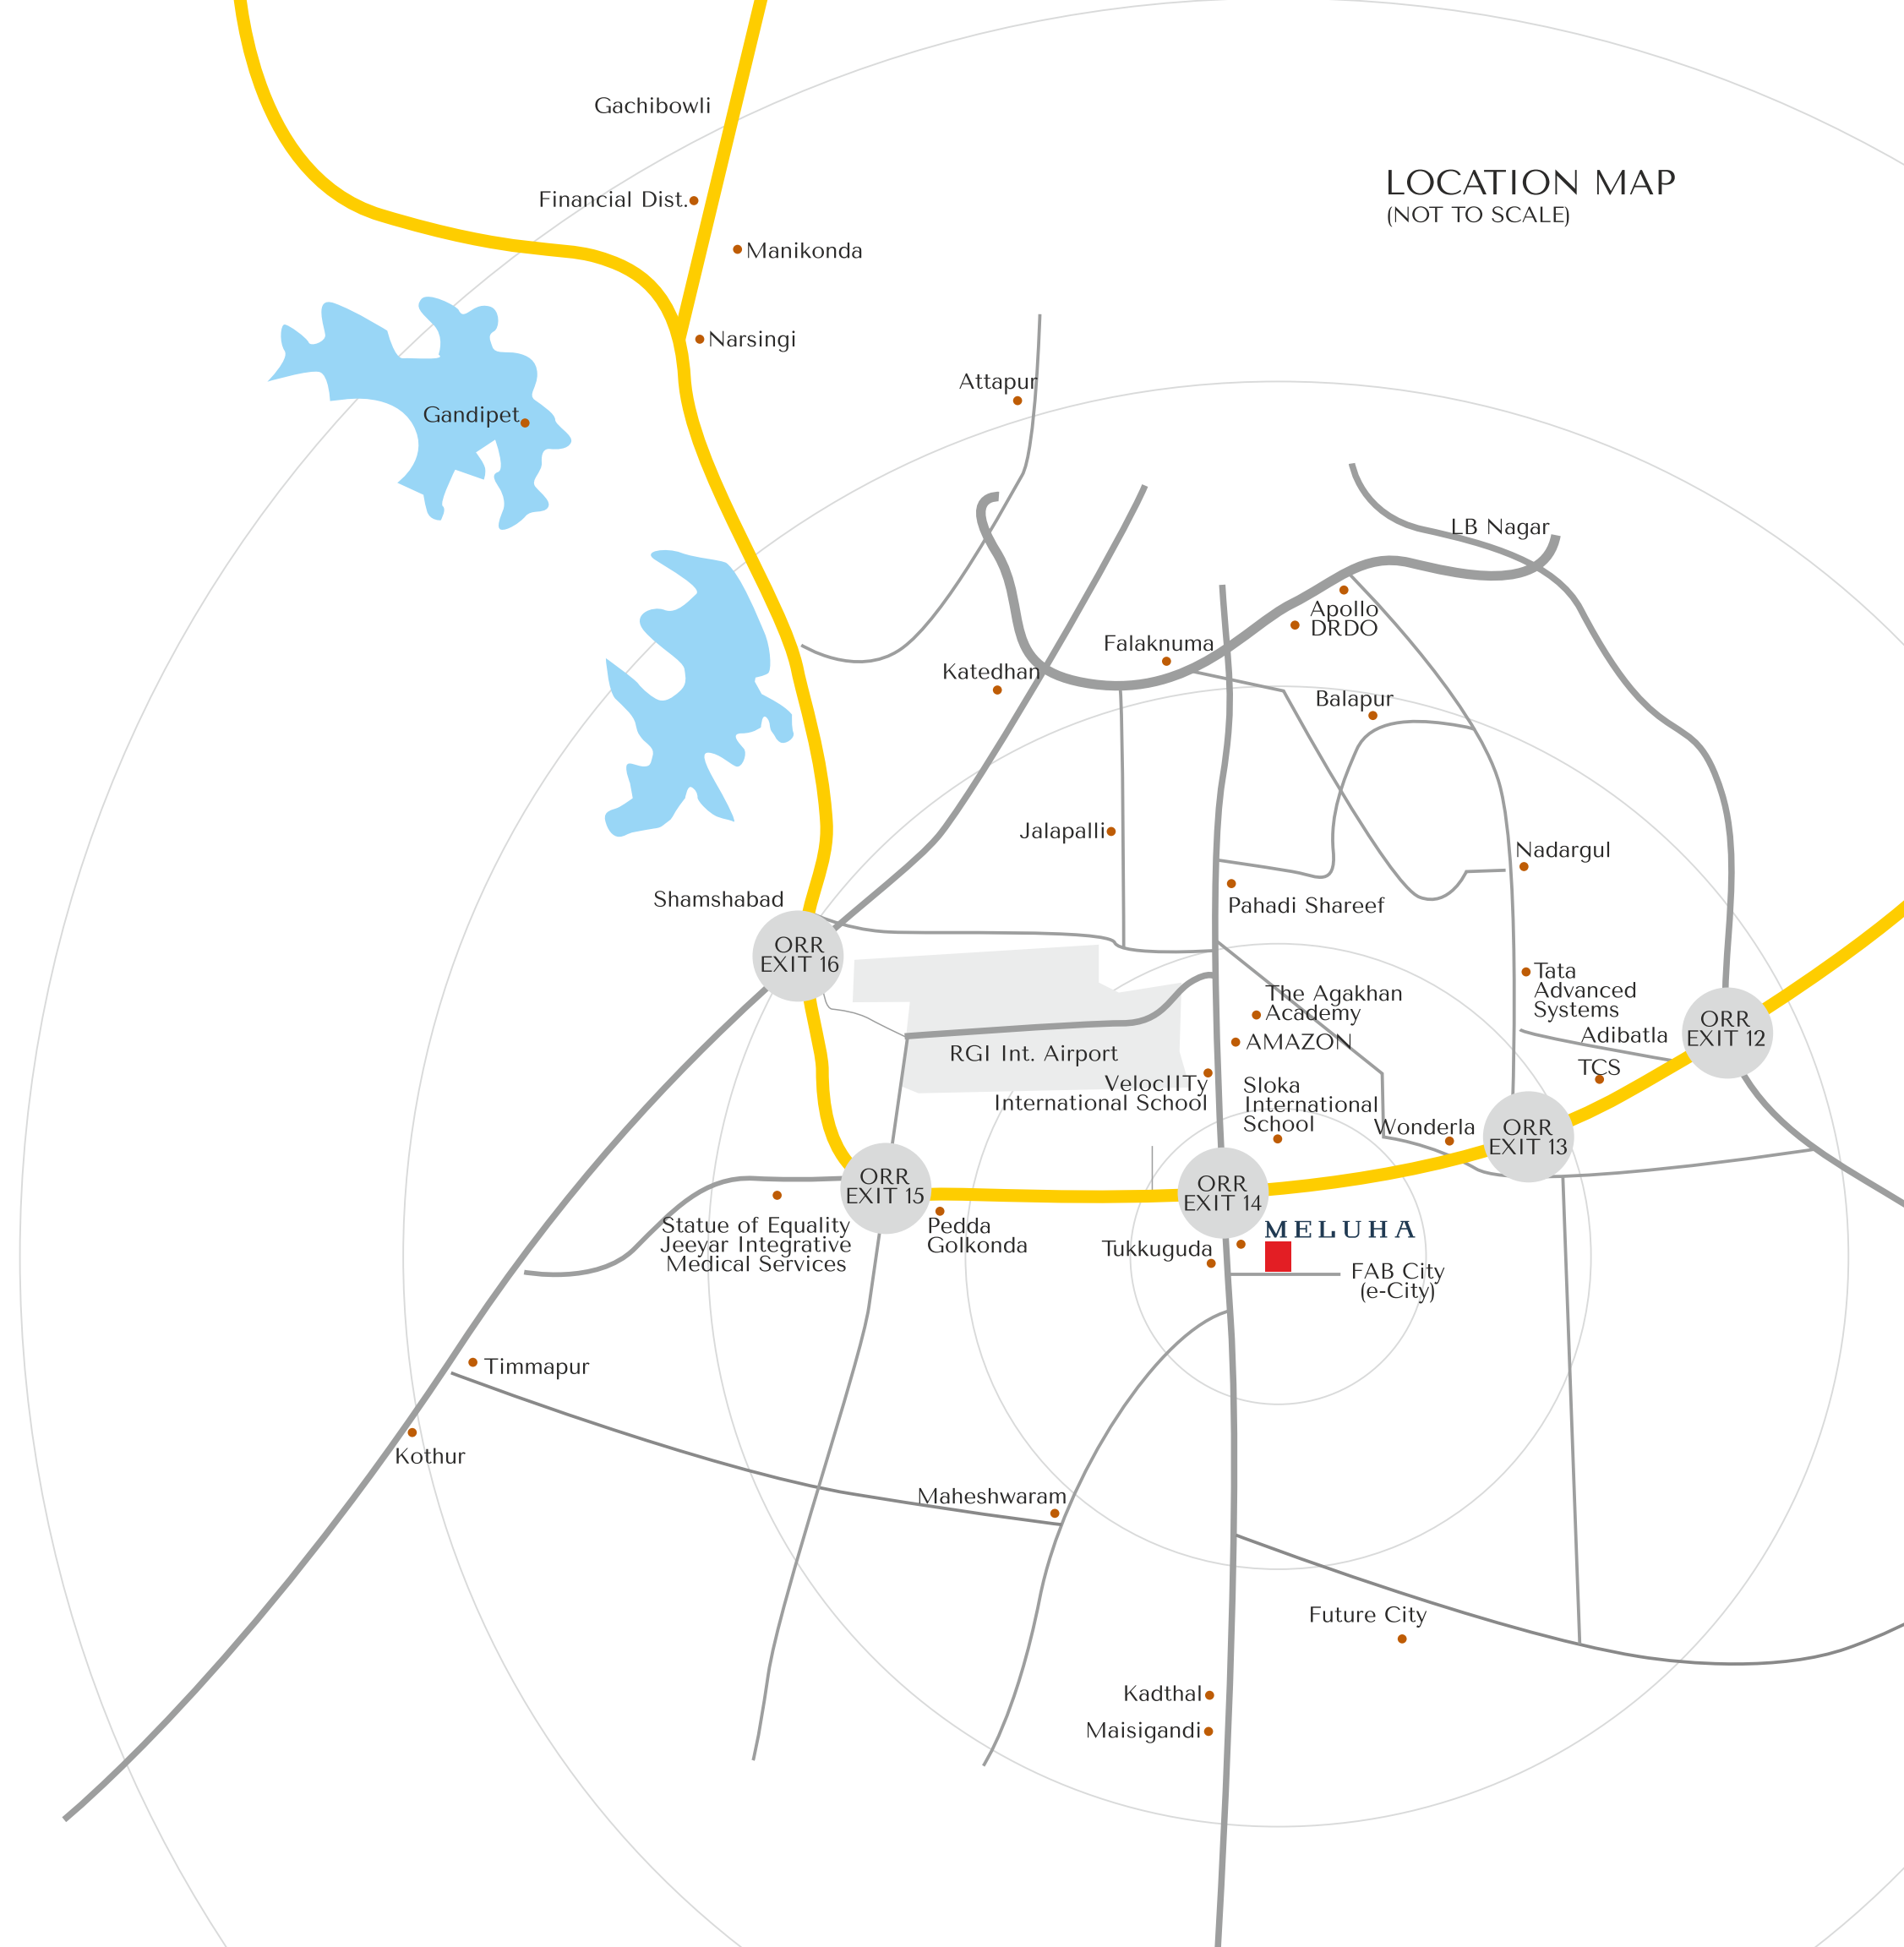 Gachibowli
LOCATION MAP
(NOT TO SCALE)
Financial Dist.
Manikonda
Narsingi
Attapur
Gandipet
LB Nagar
Apollo
DRDO
Falaknuma
Katedhan
Balapur
Jalapalli
Nadargul
Shamshabad
Pahadi Shareef
ORR
EXIT 16
Tata
Advanced
Systems
The Agakhan
Academy
ORR
EXIT 12
Adibatla
AMAZON
RGI Int. Airport
TCS
VelocIITy
International School
Sloka
International
School
Wonderla
ORR
EXIT 13
ORR
EXIT 15
ORR
EXIT 14
Statue of Equality
Jeeyar Integrative
Medical Services
Pedda
Golkonda
MELUHA
Tukkuguda
FAB City
(e-City)
Timmapur
Kothur
Maheshwaram
Future City
Kadthal
Maisigandi